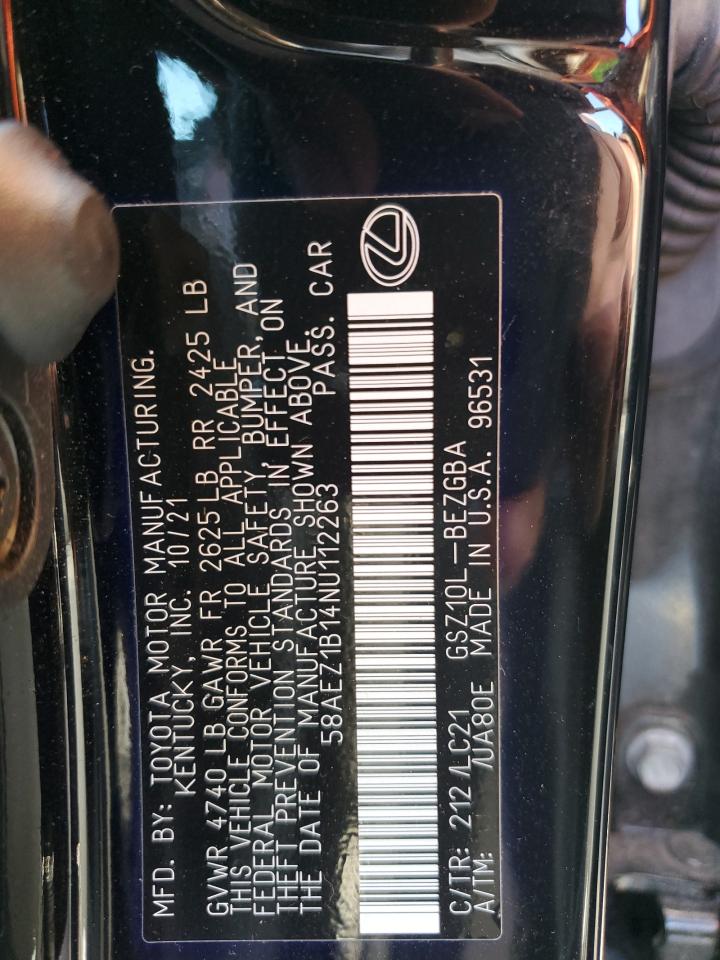 MFD. BY: TOYOTA MOTOR MANUFACTURING.
KENTUCKY, INC. 10/21
GVWR 4740 LB GAWR FR 2625 LB RR 2425 LB
THIS VEHICLE CONFORMS TO ALL APPLICABLE
FEDERAL MOTOR VEHICLE SAFETY, BUMPER, AND
THEFT PREVENTION STANDARDS IN EFFECT ON
THE DATE OF MANUFACTURE SHOWN ABOVE.
58AEZ1B14NU112263 PASS. CAR
C/TR: 212 /LC21 GSZ10L-BEZGBA
A/TM: /UA80E MADE IN U.S.A. 96531